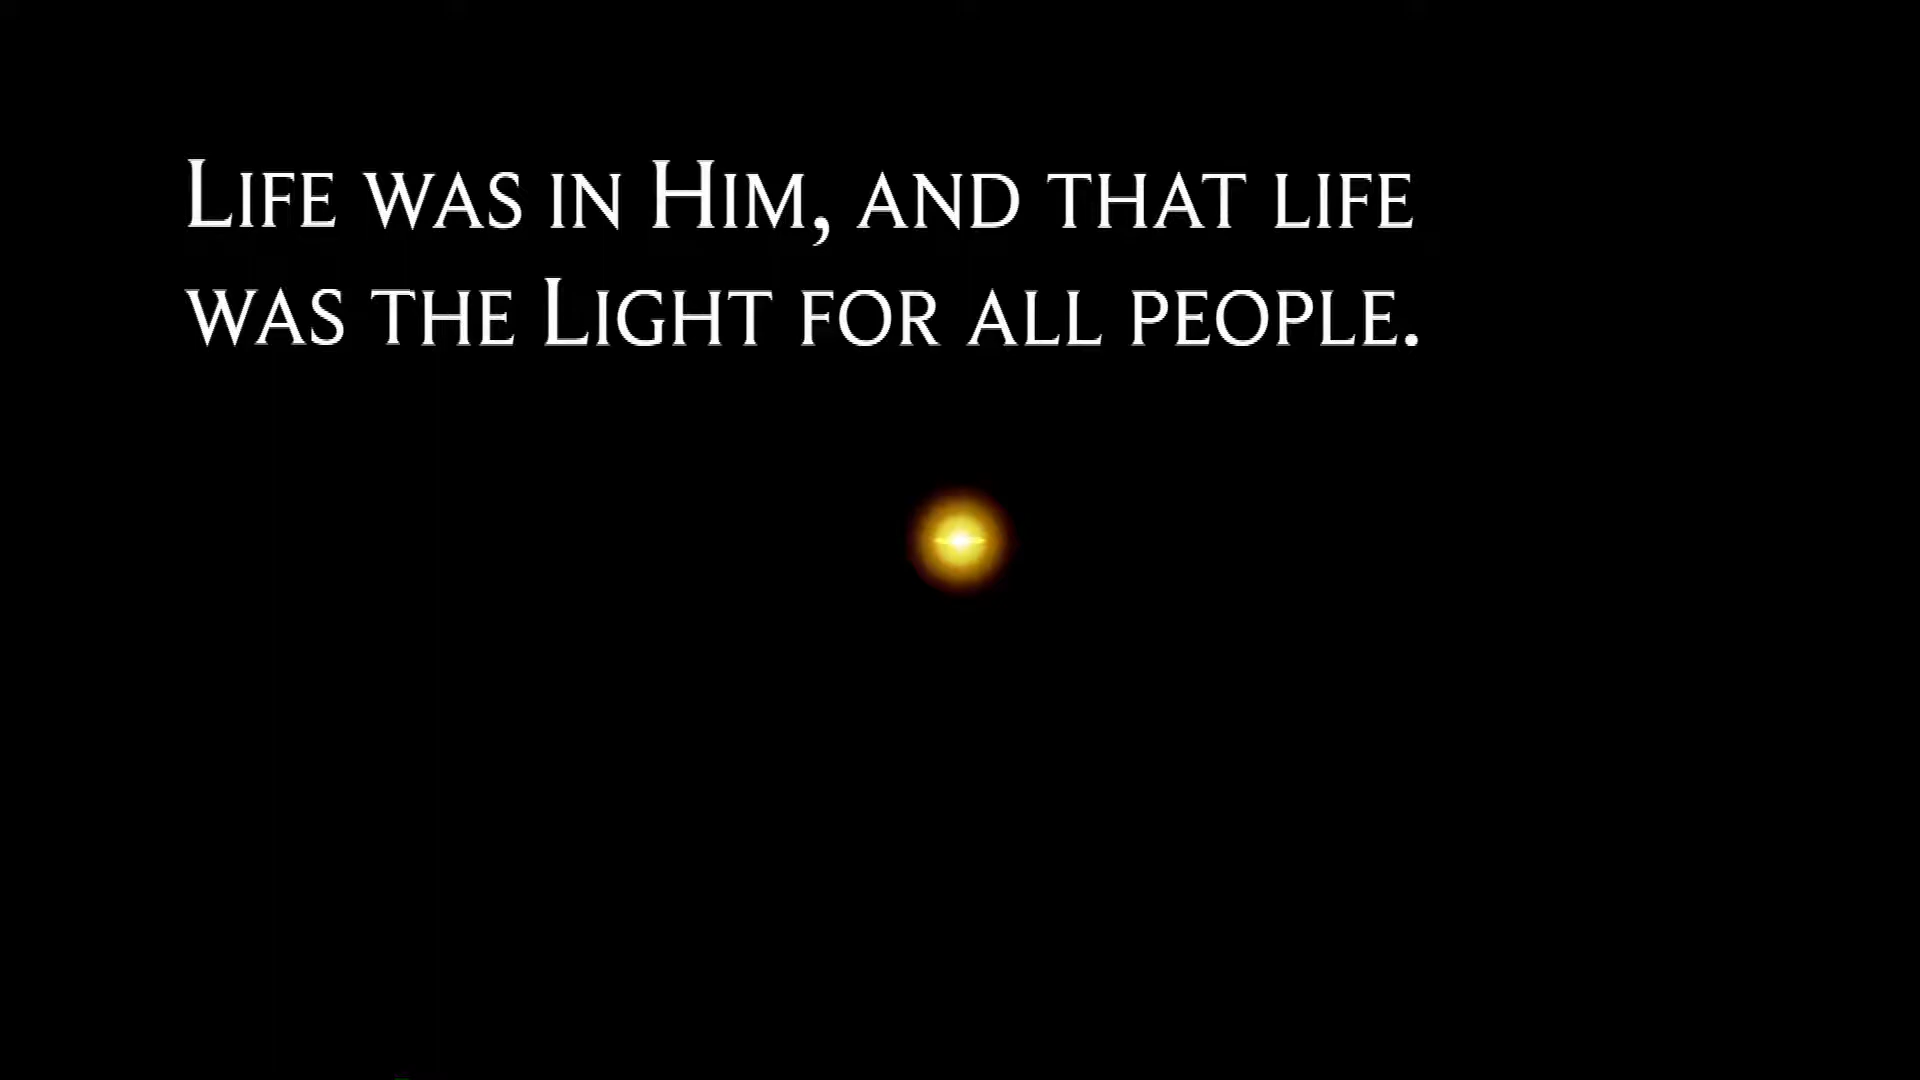 Life was in Him, and that life
was the Light for all people.